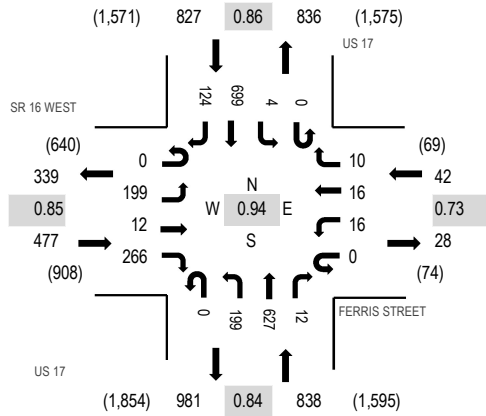 (1,571) 827 0.86 836 (1,575)
US 17
124 699 4 0
SR 16 WEST
(640) (69)
0 10
339 42
199 N 16
0.85 W 0.94 E 0.73
12 16
477 S 28
266 0
(908) (74)
0 199 627 12
FERRIS STREET
US 17
(1,854) 981 0.84 838 (1,595)